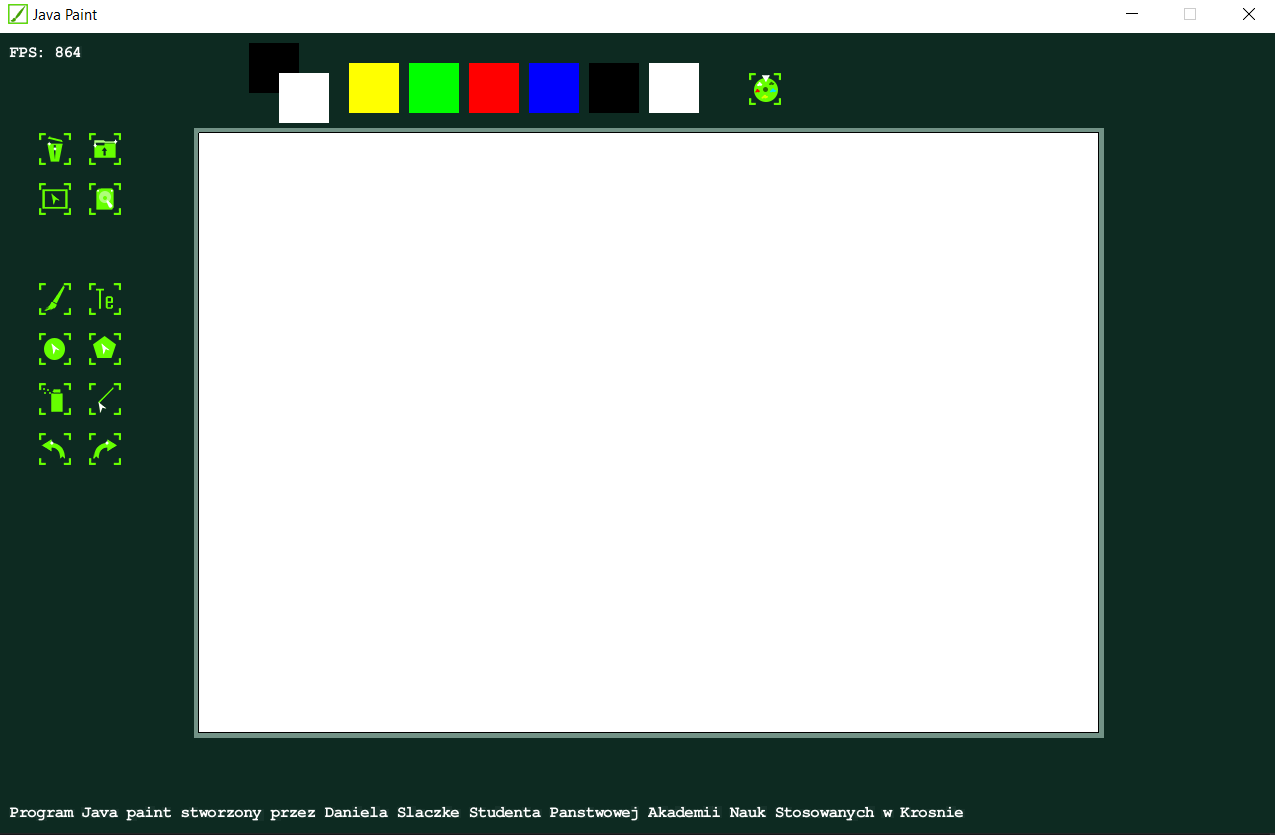 Java Paint
FPS: 864
Te
Program Java paint stworzony przez Daniela Slaczke Studenta Panstwowej Akademii Nauk Stosowanych w Krosnie